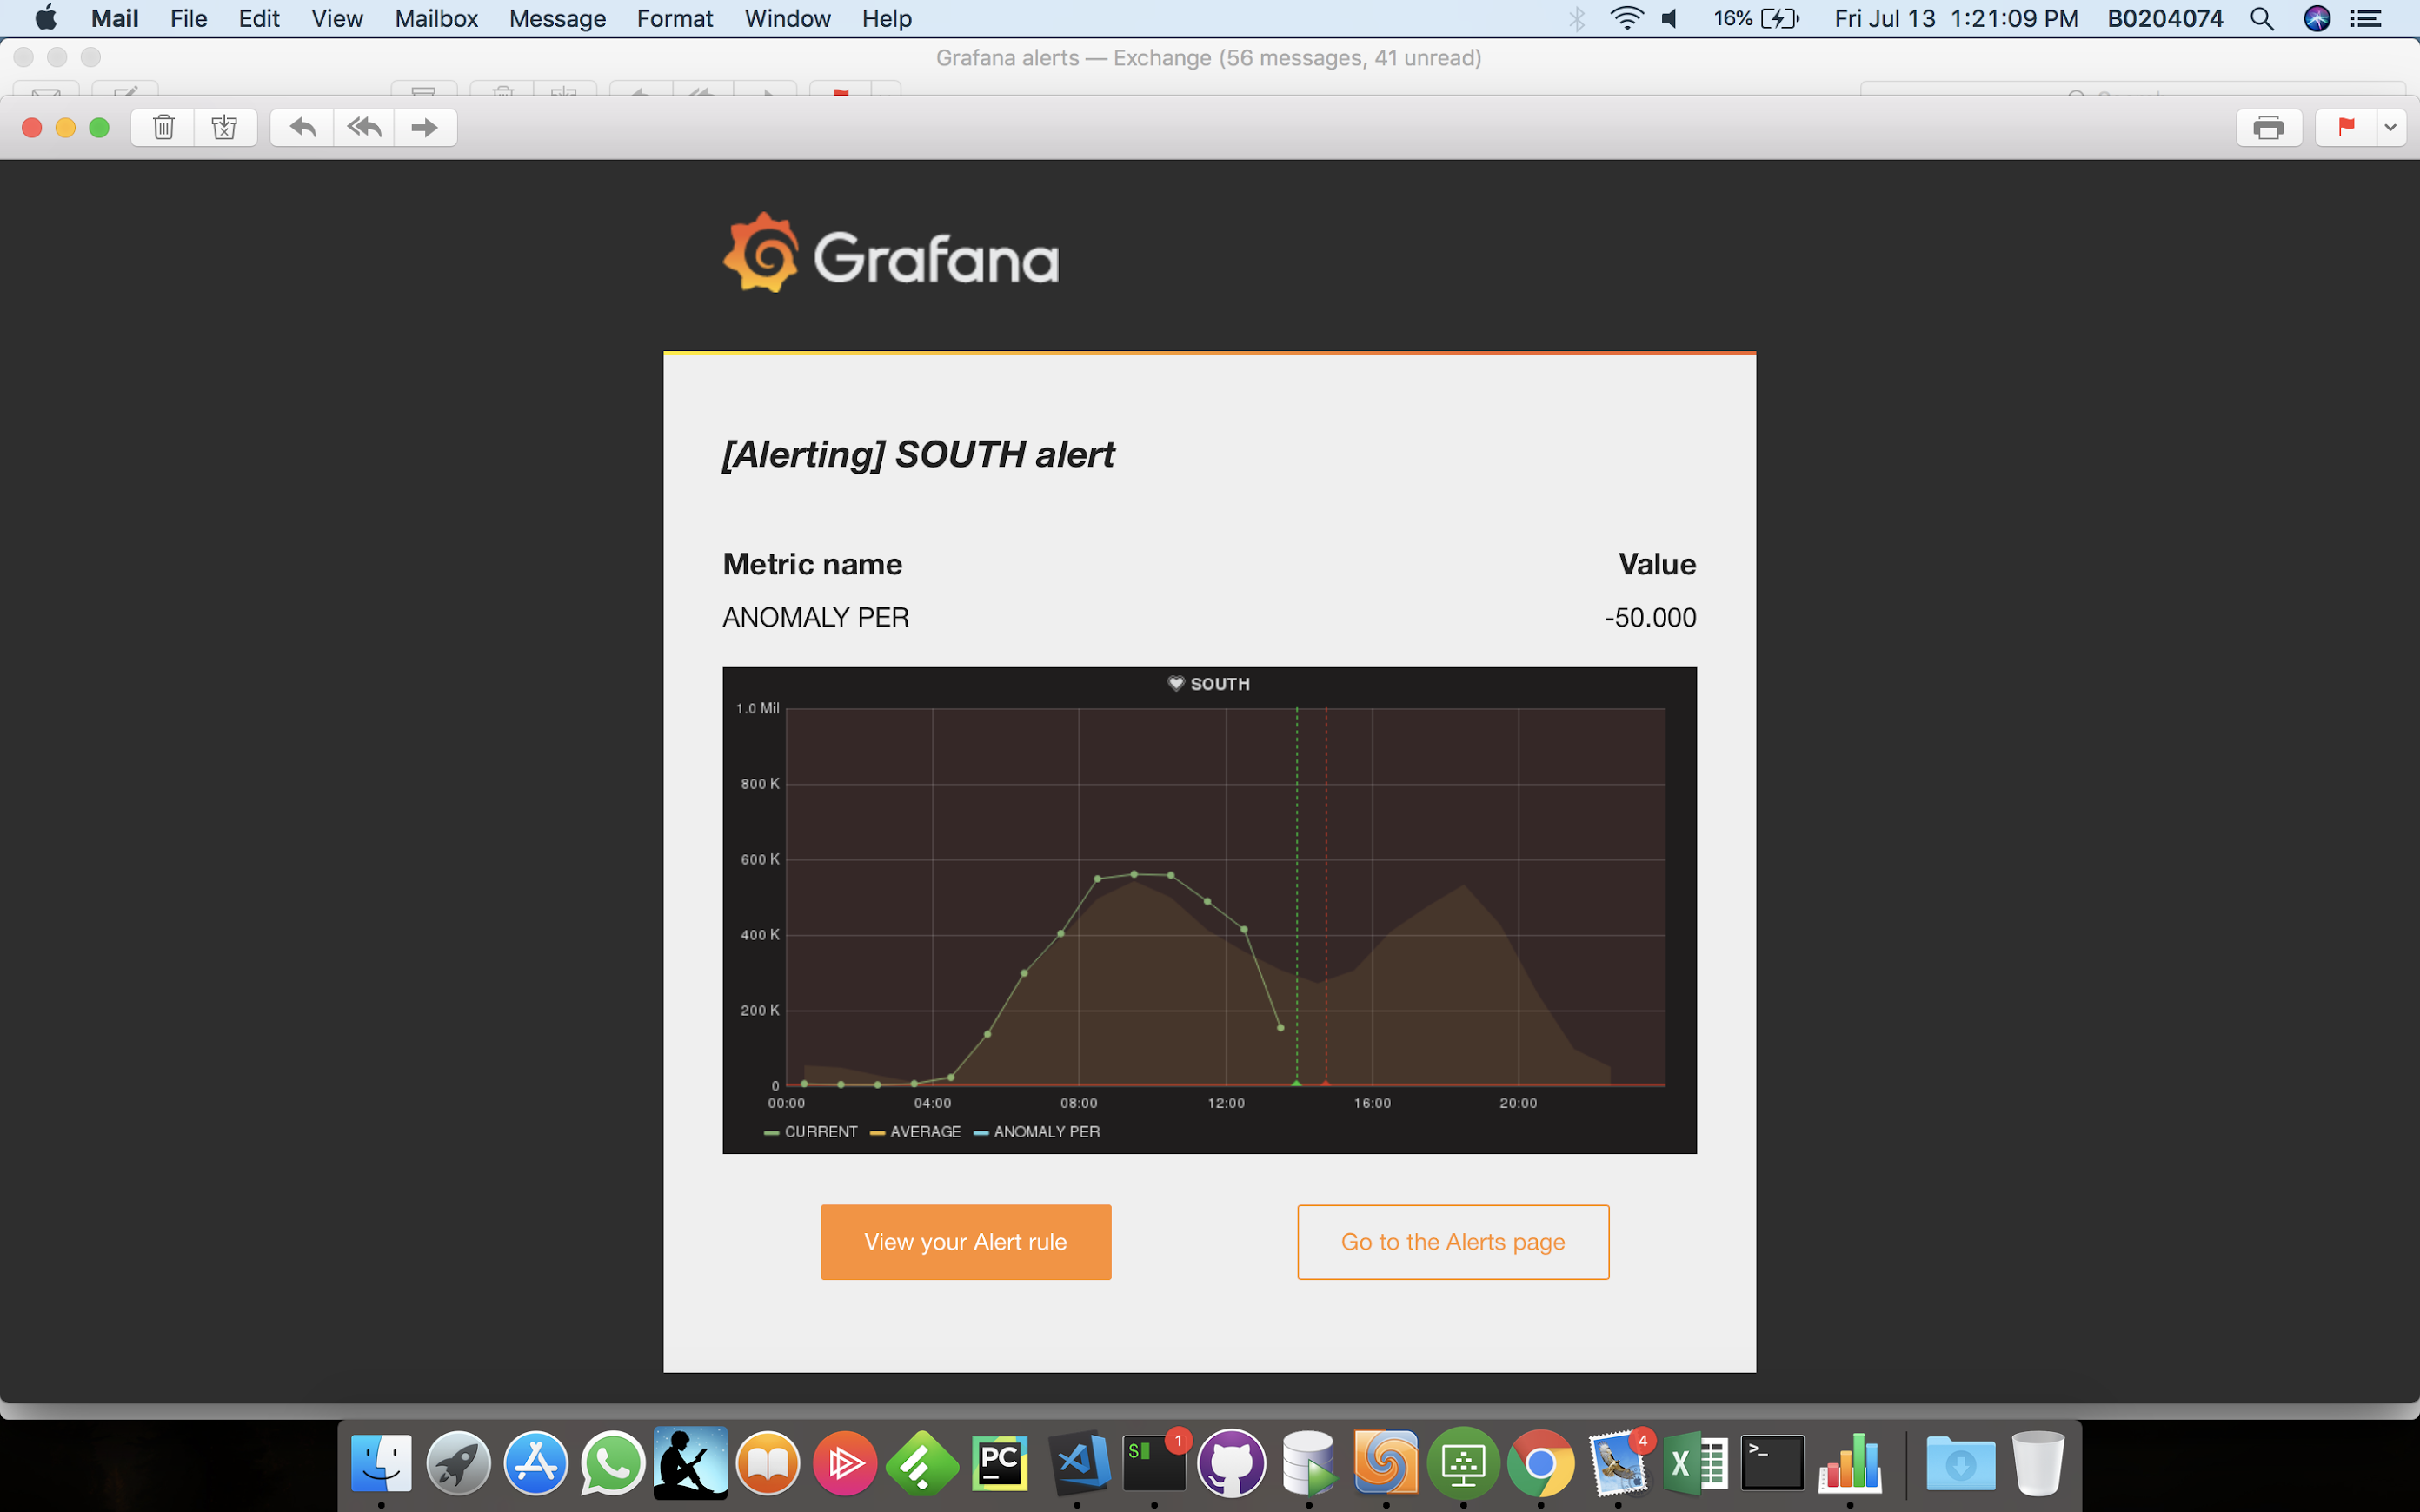 Mail File Edit View Mailbox Message Format Window Help 16% Fri Jul 13 1:21:09 PM B0204074
Grafana alerts — Exchange (56 messages, 41 unread)
Grafana
[Alerting] SOUTH alert
Metric name Value
ANOMALY PER -50.000
SOUTH
1.0 Mil
800 K
600 K
400 K
200 K
0
00:00 04:00 08:00 12:00 16:00 20:00
CURRENT AVERAGE ANOMALY PER
View your Alert rule Go to the Alerts page
PC $ 1 4 X >_